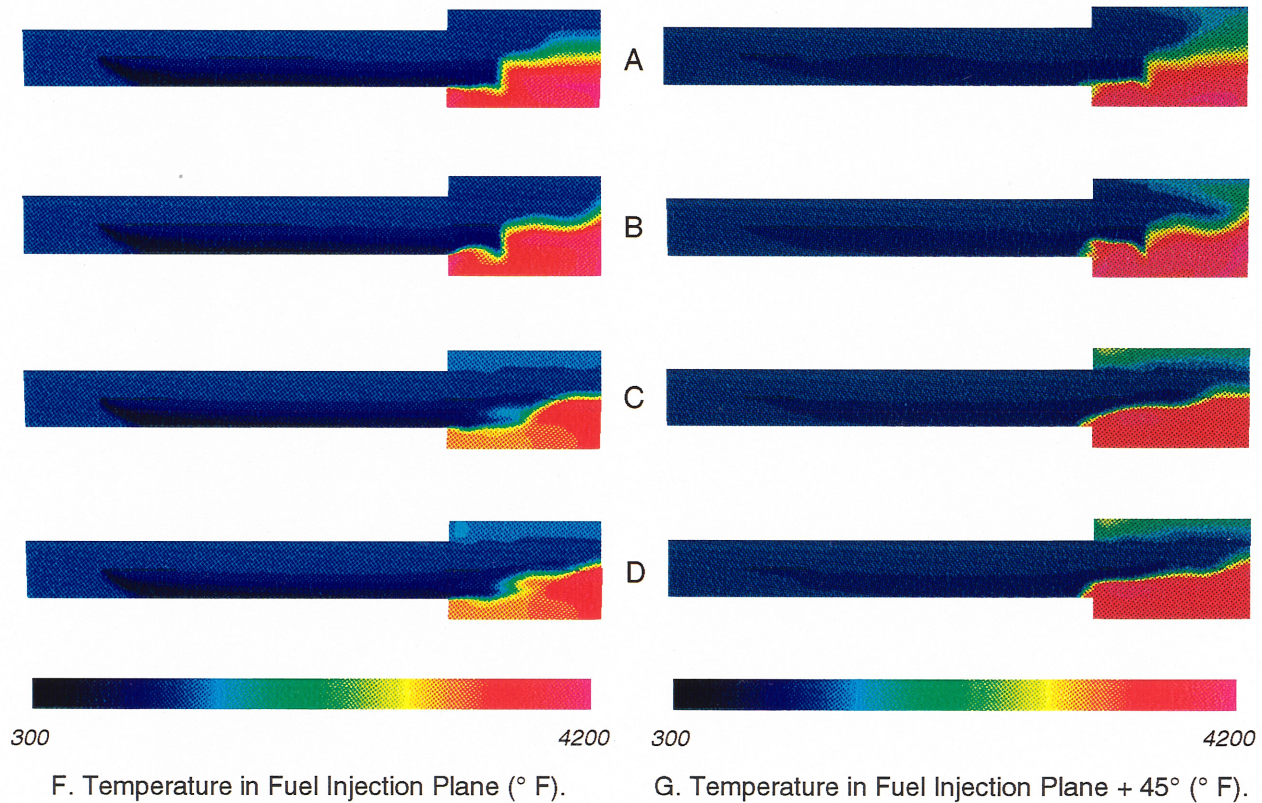 A
B
C
D
300 4200 300 4200
F. Temperature in Fuel Injection Plane (° F). G. Temperature in Fuel Injection Plane + 45° (° F).